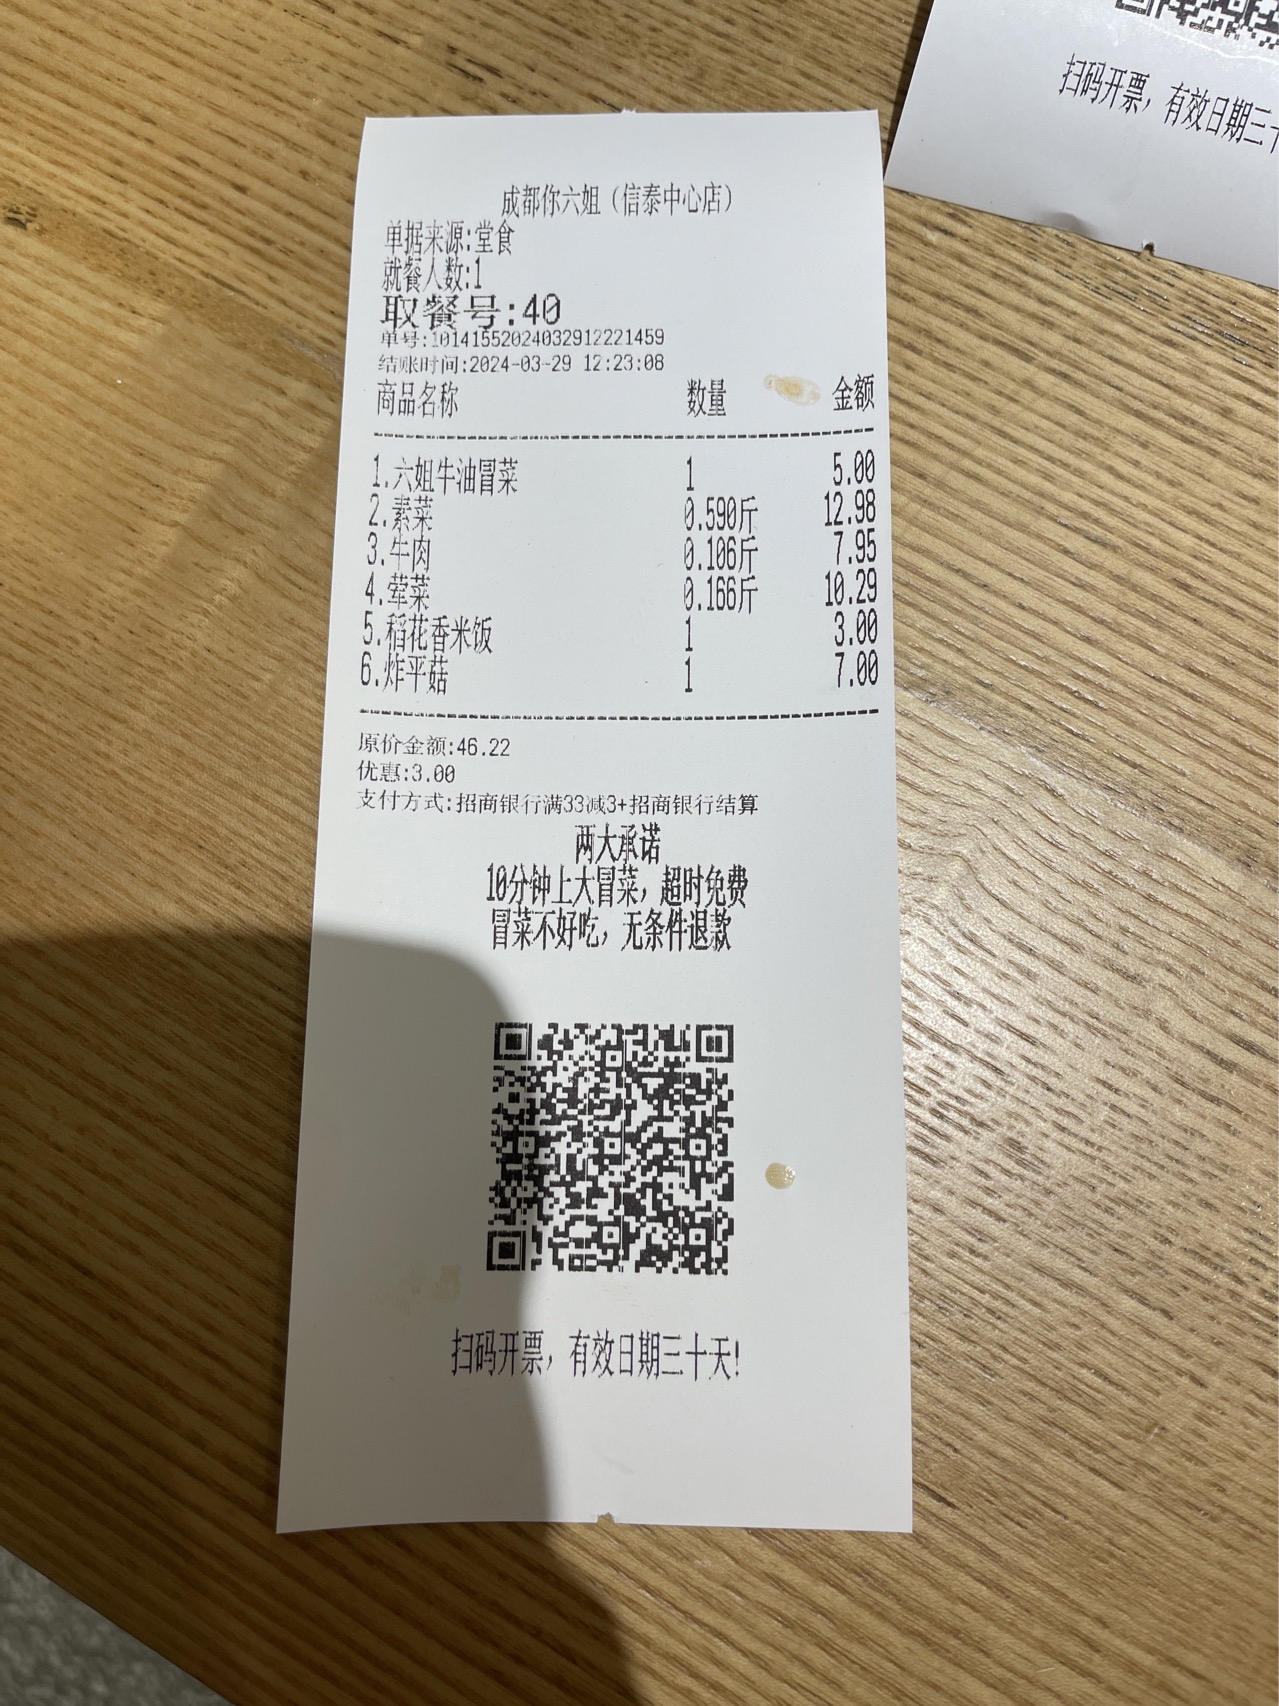 扫码开票，有效日期三十
成都你六姐（信泰中心店）
单据来源:堂食
就餐人数:1
取餐号:40
单号:10141552024032912221459
结账时间:2024-03-29 12:23:08
商品名称 数量 金额
1.六姐牛油冒菜 1 5.00
2.素菜 0.590斤 12.98
3.牛肉 0.106斤 7.95
4.荤菜 0.166斤 10.29
5.稻花香米饭 1 3.00
6.炸平菇 1 7.00
原价金额:46.22
优惠:3.00
支付方式:招商银行满33减3+招商银行结算
两大承诺
10分钟上大冒菜，超时免费
冒菜不好吃，无条件退款
扫码开票，有效日期三十天!